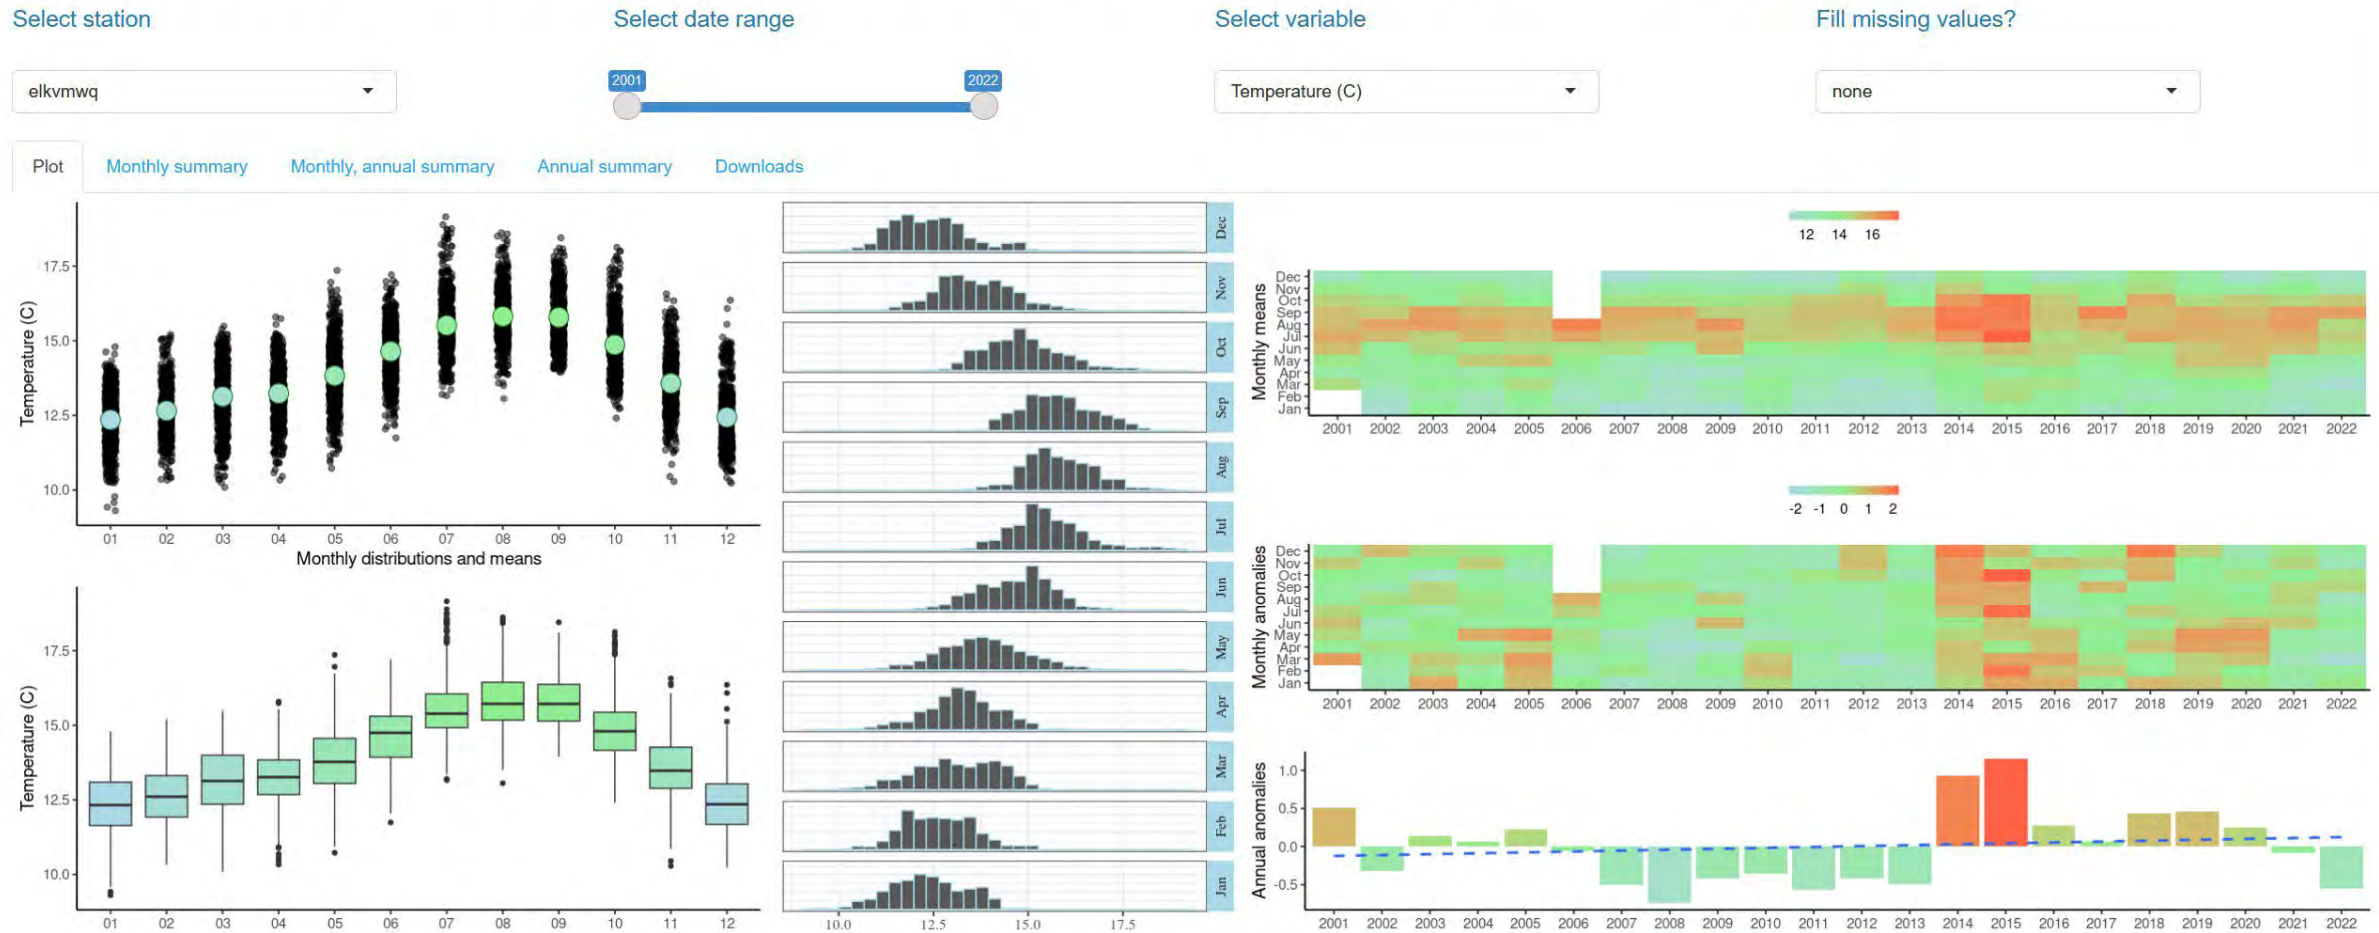 Select station
Select date range
Select variable
Fill missing values?
2001
2022
elkvmwq
Temperature (C)
none
Plot
Monthly summary
Monthly, annual summary
Annual summary
Downloads
Temperature (C)
17.5
15.0
12.5
10.0
01 02 03 04 05 06 07 08 09 10 11 12
Monthly distributions and means
Temperature (C)
17.5
15.0
12.5
10.0
01 02 03 04 05 06 07 08 09 10 11 12
Dec
Nov
Oct
Sep
Aug
Jul
Jun
May
Apr
Mar
Feb
Jan
10.0 12.5 15.0 17.5
12 14 16
Monthly means
Dec
Nov
Oct
Sep
Aug
Jul
Jun
May
Apr
Mar
Feb
Jan
2001 2002 2003 2004 2005 2006 2007 2008 2009 2010 2011 2012 2013 2014 2015 2016 2017 2018 2019 2020 2021 2022
-2 -1 0 1 2
Monthly anomalies
Dec
Nov
Oct
Sep
Aug
Jul
Jun
May
Apr
Mar
Feb
Jan
2001 2002 2003 2004 2005 2006 2007 2008 2009 2010 2011 2012 2013 2014 2015 2016 2017 2018 2019 2020 2021 2022
Annual anomalies
1.0
0.5
0.0
-0.5
2001 2002 2003 2004 2005 2006 2007 2008 2009 2010 2011 2012 2013 2014 2015 2016 2017 2018 2019 2020 2021 2022